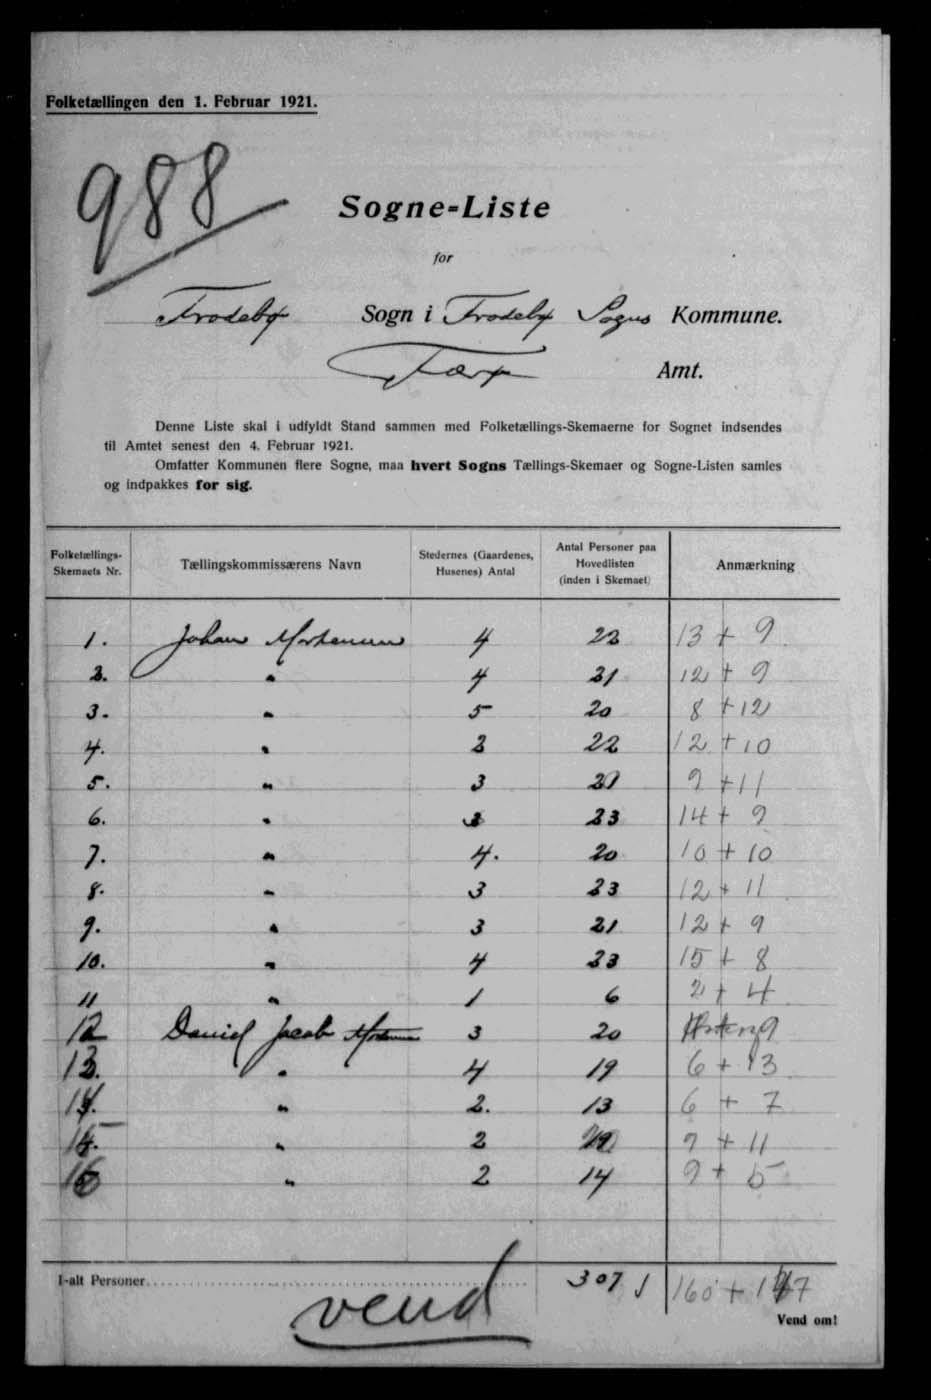 Folketællingen den 1. Februar 1921.
988
Sogne-Liste
for
Frodebø Sogn i Frodebø Sogns Kommune.
Færø Amt.
Denne Liste skal i udfyldt Stand sammen med Folketællings-Skemaerne for Sognet indsendes
til Amtet senest den 4. Februar 1921.
Omfatter Kommunen flere Sogne, maa hvert Sogns Tællings-Skemaer og Sogne-Listen samles
og indpakkes for sig.
Folketællings-Skemaets Nr. Tællingskommissærens Navn Stedernes (Gaardenes, Husenes) Antal Antal Personer paa Hovedlisten (inden i Skemaet) Anmærkning
1. Johan Mortensen 4 22 13 + 9
2. " 4 21 12 + 9
3. " 5 20 8 + 12
4. " 2 22 12 + 10
5. " 3 20 9 + 11
6. " 3 23 14 + 9
7. " 4. 20 10 + 10
8. " 3 23 12 + 11
9. " 3 21 12 + 9
10. " 4 23 15 + 8
11 " 1 6 2 + 4
12 Daniel Jacob Mortensen 3 20 9
13. " 4 19 6 + 13
14. " 2. 13 6 + 7
15. " 2 20 9 + 11
16 " 2 14 9 + 5
I-alt Personer 307 160 + 147
vend
Vend om!